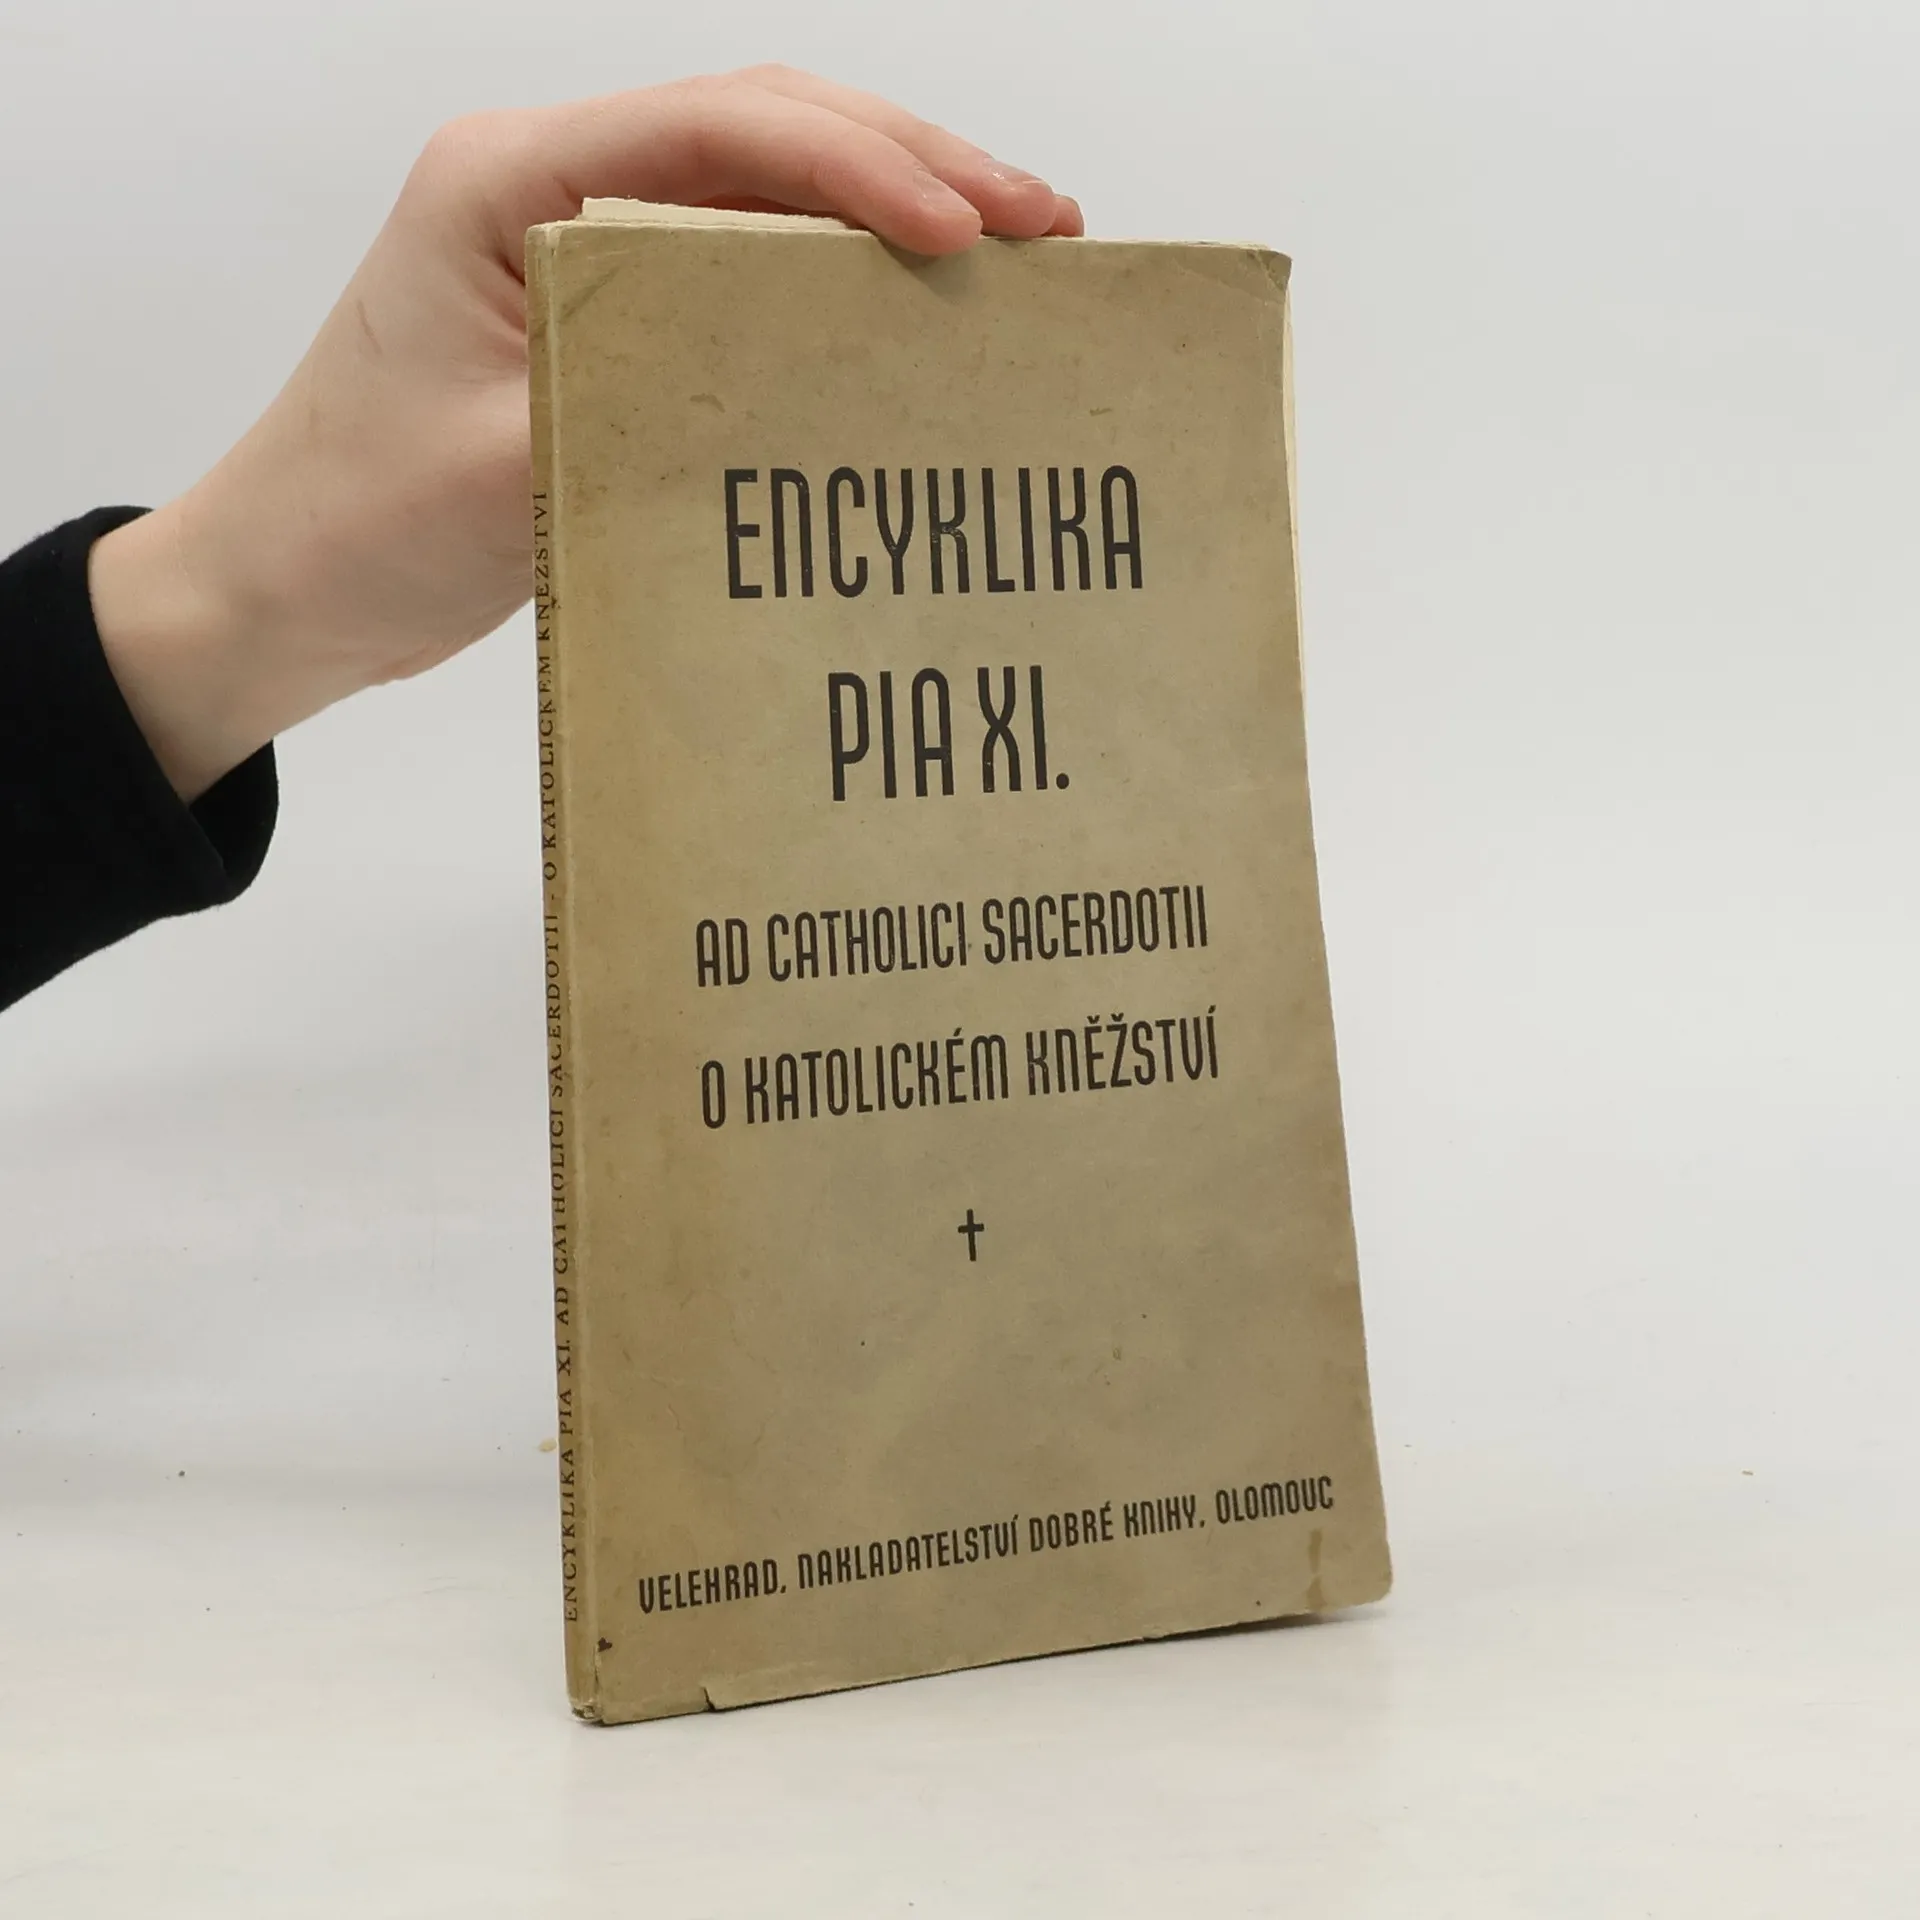 ENCYKLIKA
PIA XI.
AD CATHOLICI SACERDOTII
O KATOLICKÉM KNĚŽSTVÍ
VELEHRAD, NAKLADATELSTVÍ DOBRÉ KNIHY, OLOMOUC
ENCYKLIKA PIA XI. AD CATHOLICI SACERDOTII - O KATOLICKÉM KNĚŽSTVÍ